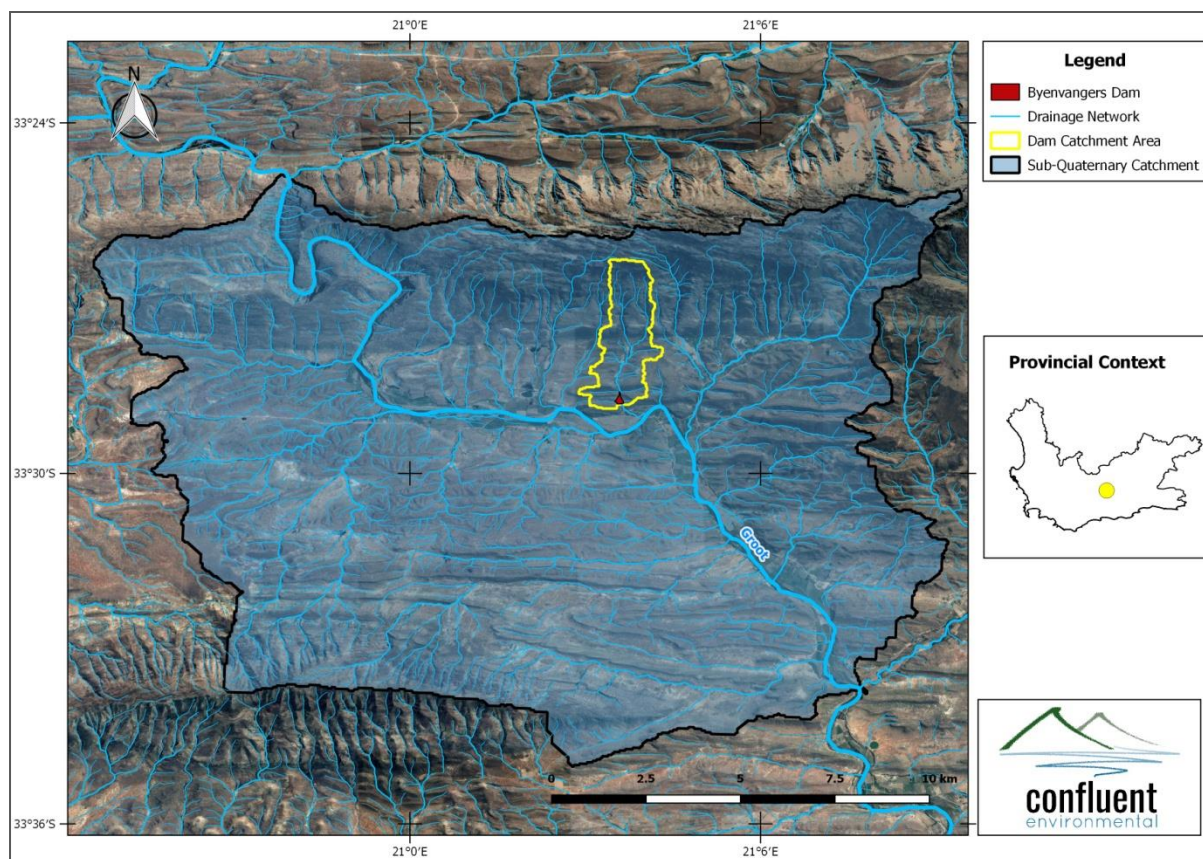 21°0'E
21°6'E
N
33°24'S
33°30'S
33°36'S
Groot
0
2.5
5
7.5
10 km
21°0'E
21°6'E
Legend
Byenvangers Dam
Drainage Network
Dam Catchment Area
Sub-Quaternary Catchment
Provincial Context
confluent
environmental